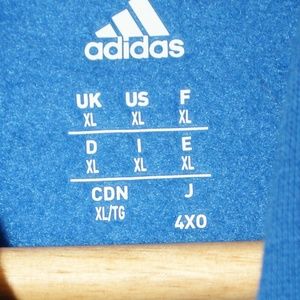 adidas
UK US F
XL XL XL
D I E
XL XL XL
CDN J
XL/TG 4XO